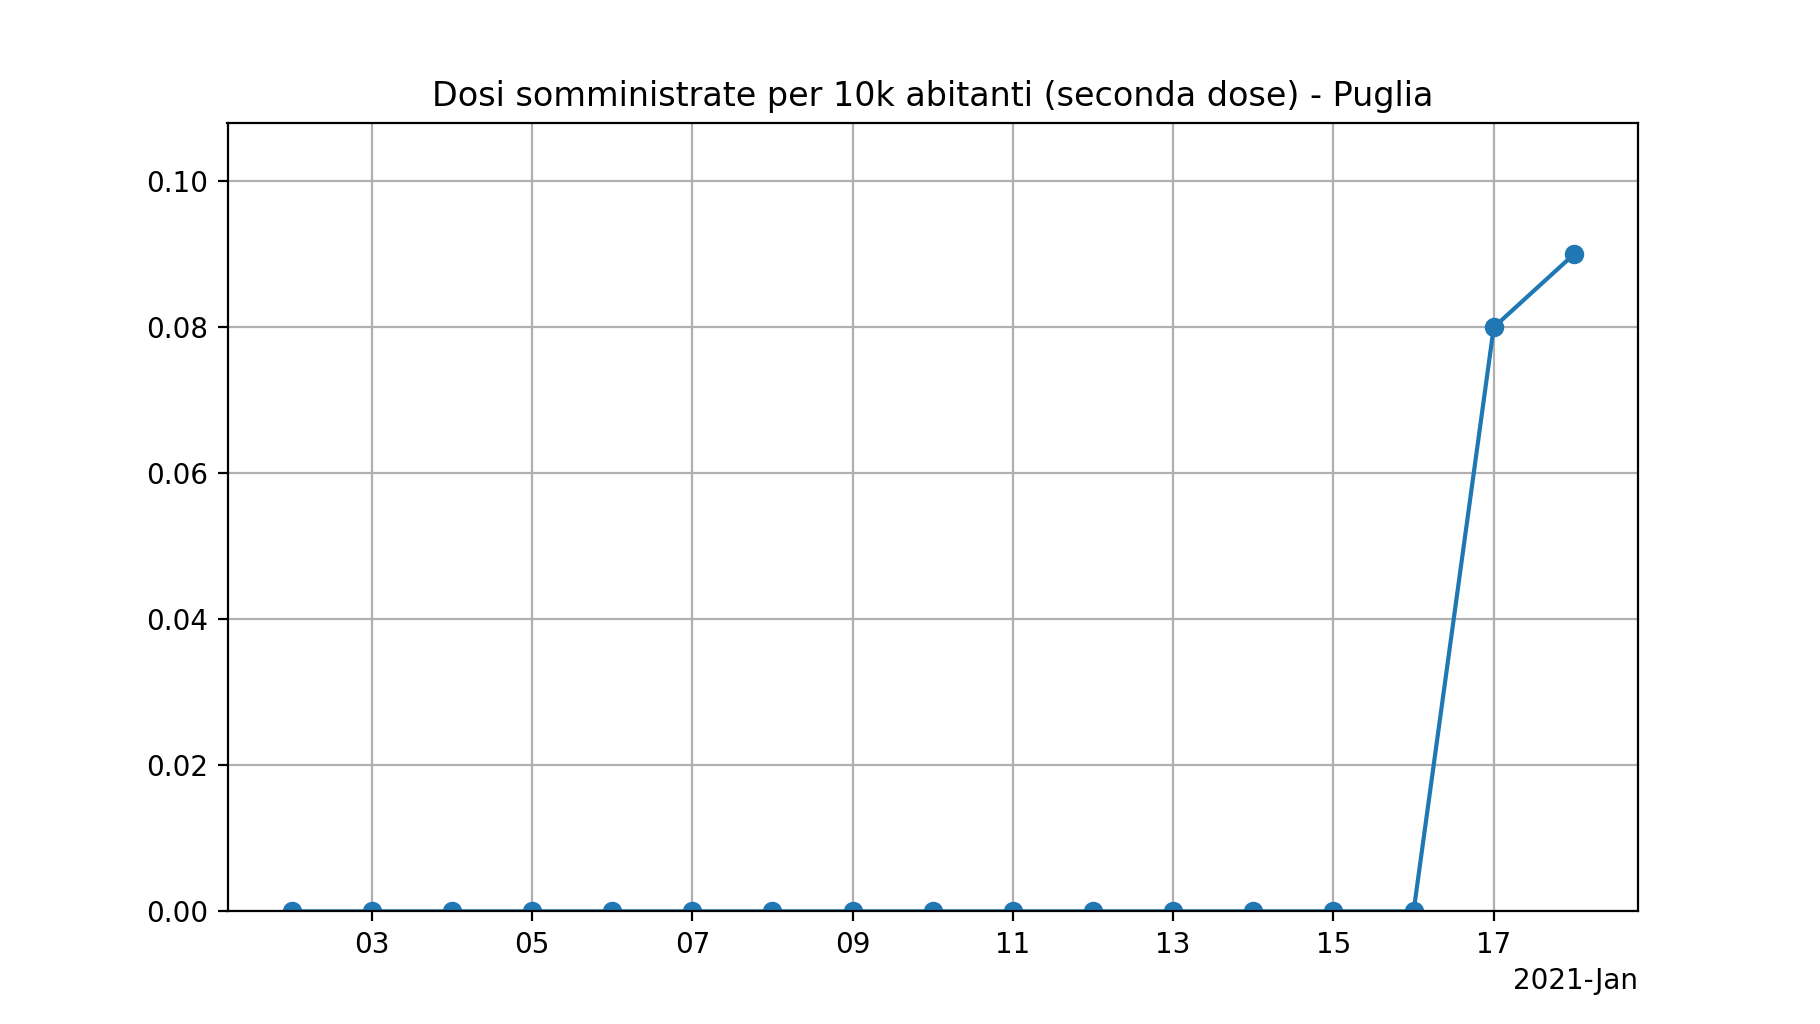 Dosi somministrate per 10k abitanti (seconda dose) - Puglia
0.10
0.08
0.06
0.04
0.02
0.00
03 05 07 09 11 13 15 17
2021-Jan